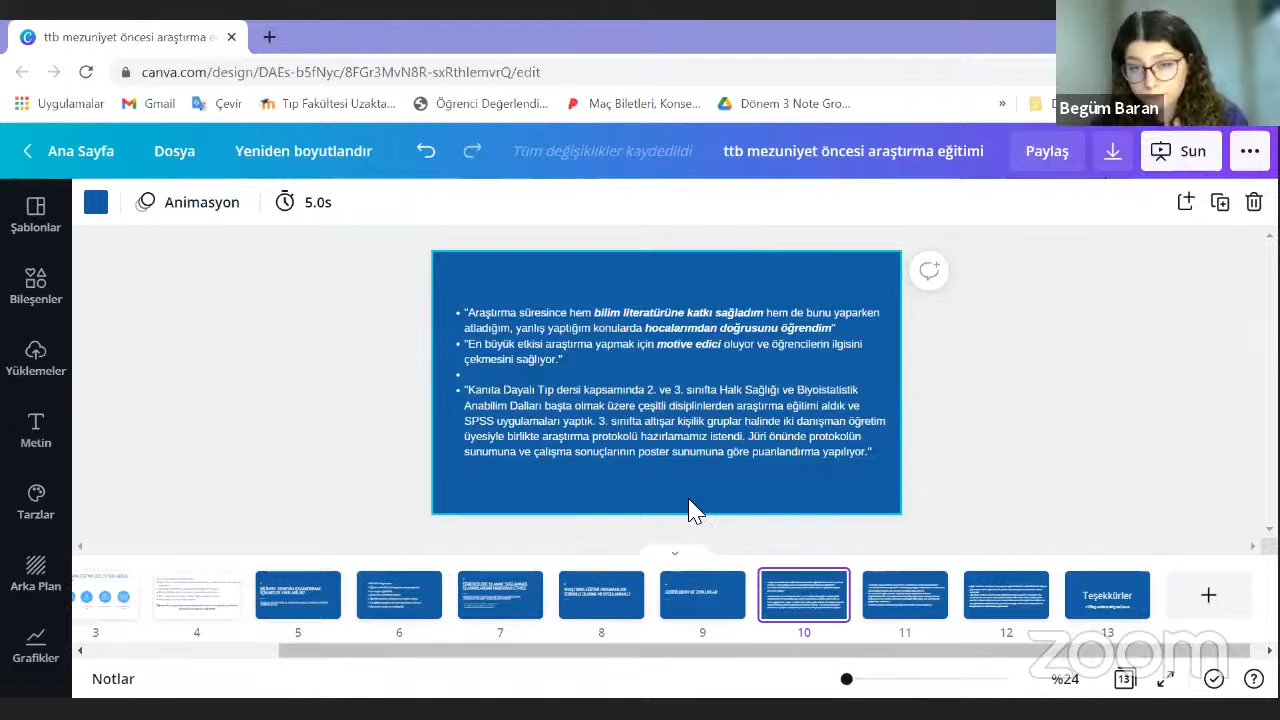 ttb mezuniyet öncesi araştırma e
Begüm Baran
canva.com/design/DAEs-b5fNyc/8FGr3MvN8R-sxRthIemvrQ/edit
Uygulamalar Gmail Çevir Tıp Fakültesi Uzakta... Öğrenci Değerlendi... Maç Biletleri, Konse... Dönem 3 Note Gro... »
Ana Sayfa Dosya Yeniden boyutlandır Tüm değişiklikler kaydedildi ttb mezuniyet öncesi araştırma eğitimi Paylaş Sun
Animasyon 5.0s
Şablonlar
Bileşenler
Yüklemeler
Metin
Tarzlar
Arka Plan
Grafikler
• "Araştırma süresince hem bilim literatürüne katkı sağladım hem de bunu yaparken
atladığım, yanlış yaptığım konularda hocalarımdan doğrusunu öğrendim"
• "En büyük etkisi araştırma yapmak için motive edici oluyor ve öğrencilerin ilgisini
çekmesini sağlıyor."
•
• "Kanıta Dayalı Tıp dersi kapsamında 2. ve 3. sınıfta Halk Sağlığı ve Biyoistatistik
Anabilim Dalları başta olmak üzere çeşitli disiplinlerden araştırma eğitimi aldık ve
SPSS uygulamaları yaptık. 3. sınıfta altışar kişilik gruplar halinde iki danışman öğretim
üyesiyle birlikte araştırma protokolü hazırlamamız istendi. Jüri önünde protokolün
sunumuna ve çalışma sonuçlarının poster sunumuna göre puanlandırma yapılıyor."
Teşekkürler
3 4 5 6 7 8 9 10 11 12 13
zoom
Notlar %24 13